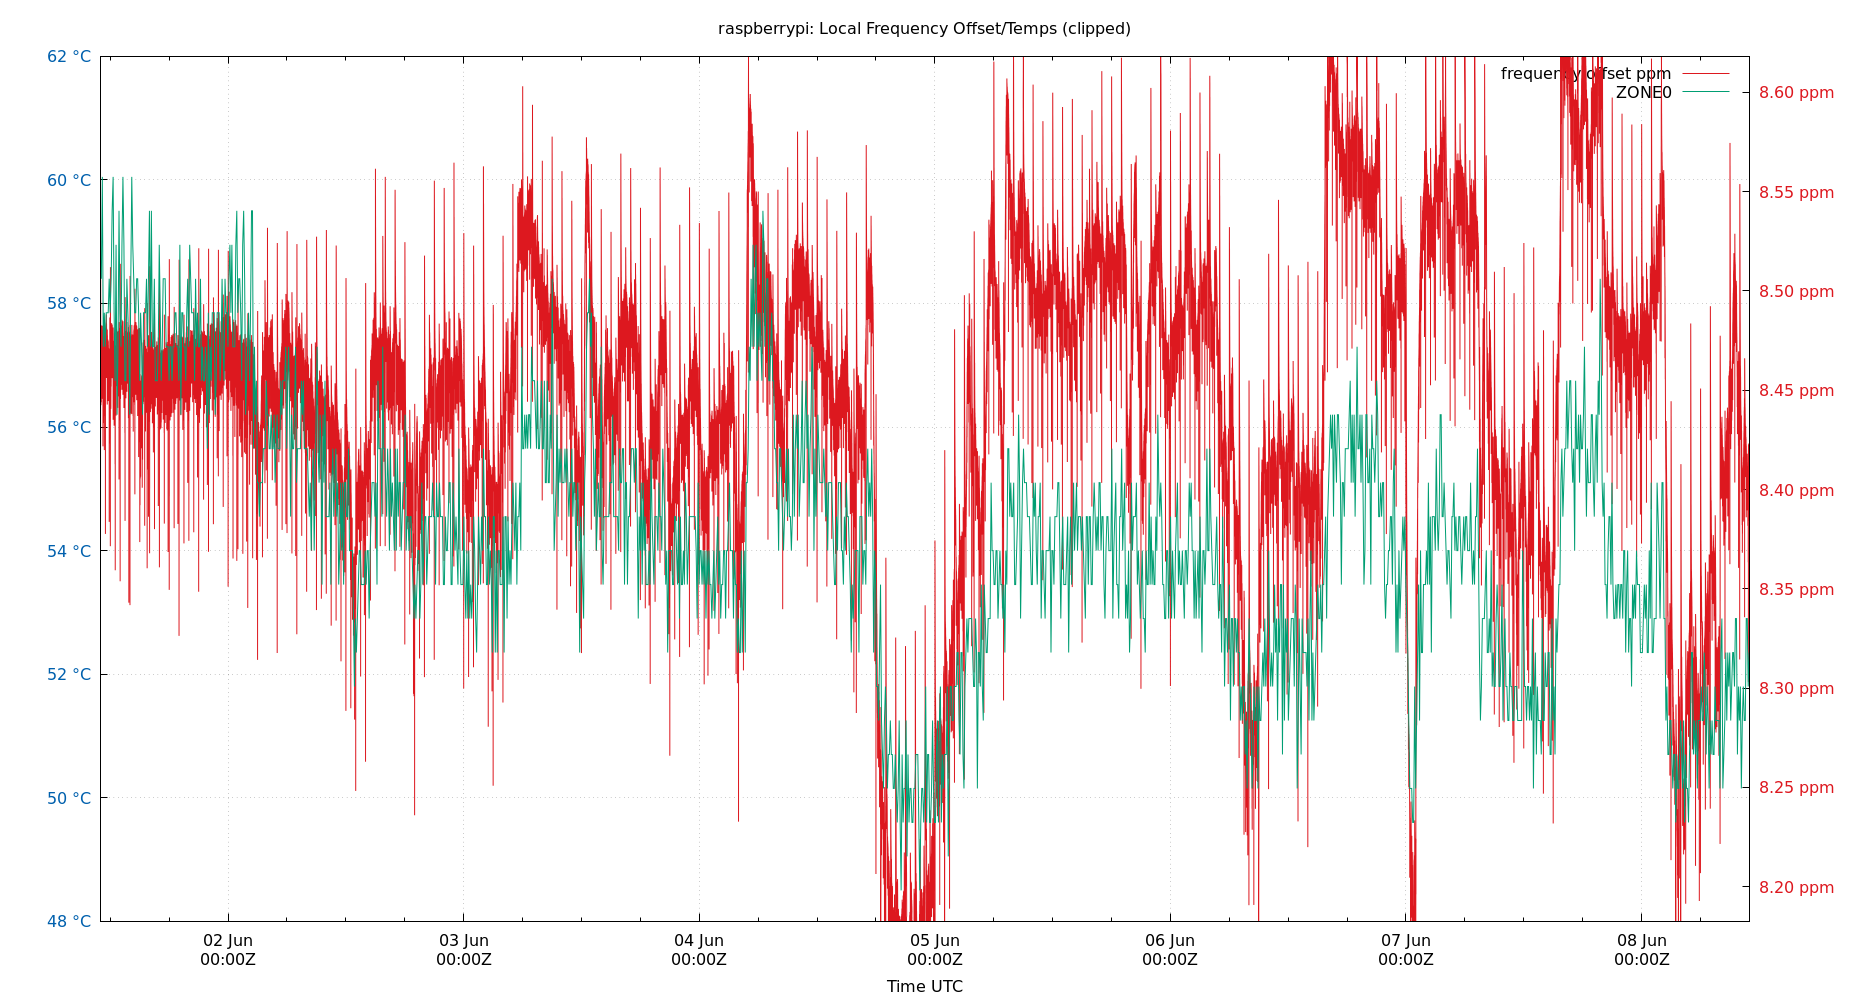 raspberrypi: Local Frequency Offset/Temps (clipped)
62 °C
60 °C
58 °C
56 °C
54 °C
52 °C
50 °C
48 °C
frequency offset ppm
ZONE0
8.60 ppm
8.55 ppm
8.50 ppm
8.45 ppm
8.40 ppm
8.35 ppm
8.30 ppm
8.25 ppm
8.20 ppm
02 Jun
00:00Z
03 Jun
00:00Z
04 Jun
00:00Z
05 Jun
00:00Z
06 Jun
00:00Z
07 Jun
00:00Z
08 Jun
00:00Z
Time UTC